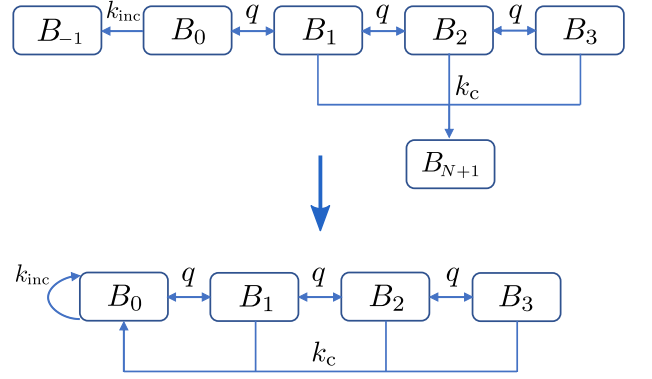 k_inc q q q
B_{-1} B_0 B_1 B_2 B_3
k_c
B_{N+1}
q q q
k_inc
B_0 B_1 B_2 B_3
k_c